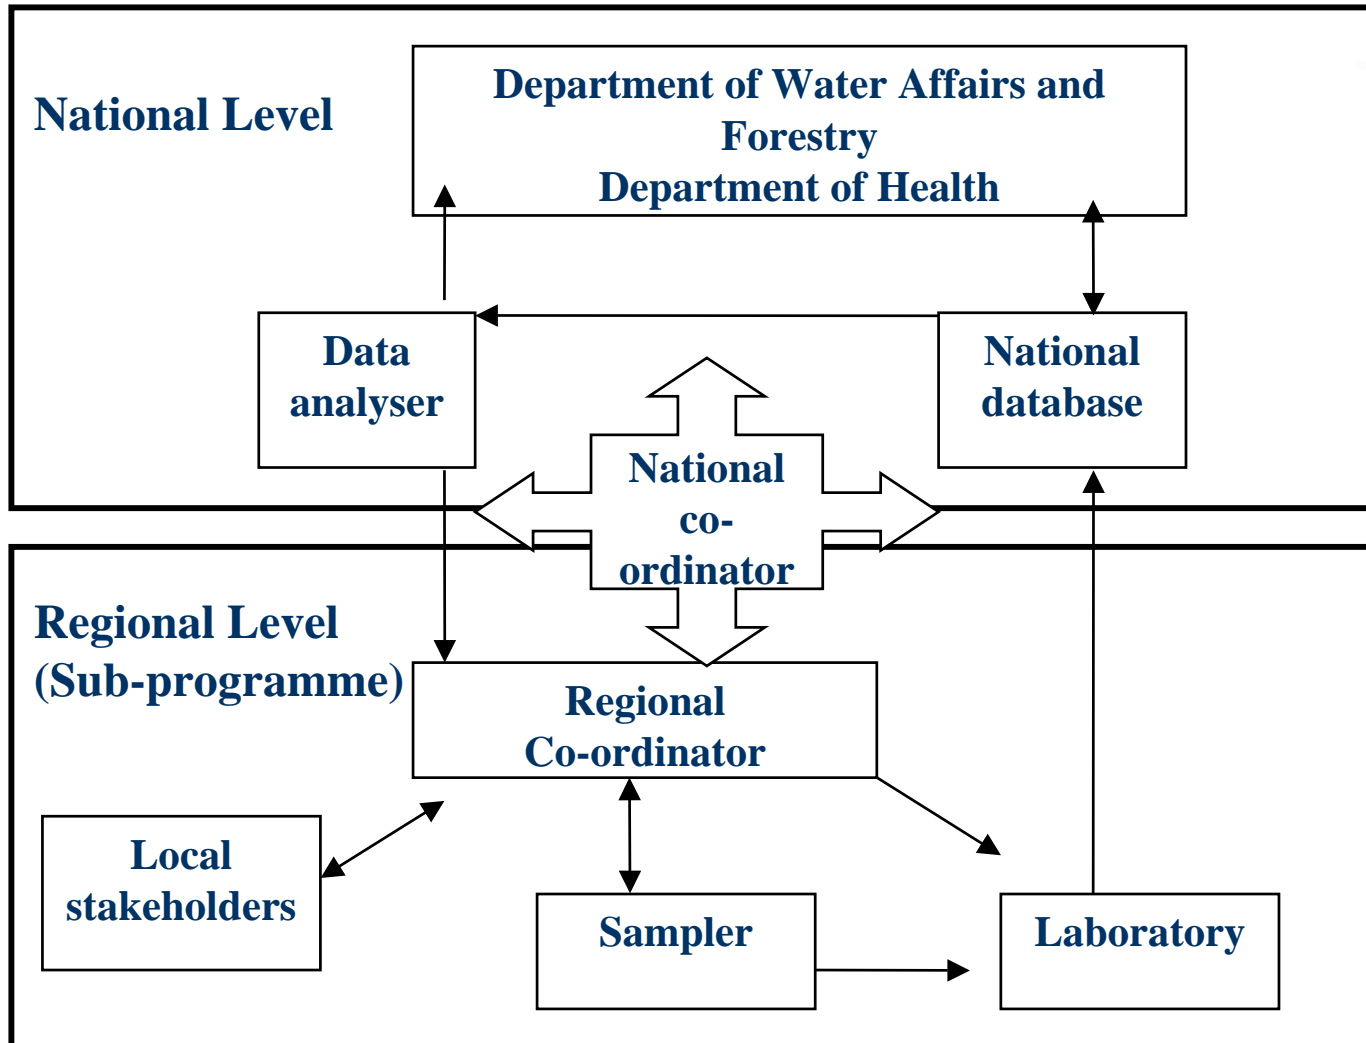 National Level
Department of Water Affairs and
Forestry
Department of Health
Data
analyser
National
database
National
co-
ordinator
Regional Level
(Sub-programme)
Regional
Co-ordinator
Local
stakeholders
Sampler
Laboratory